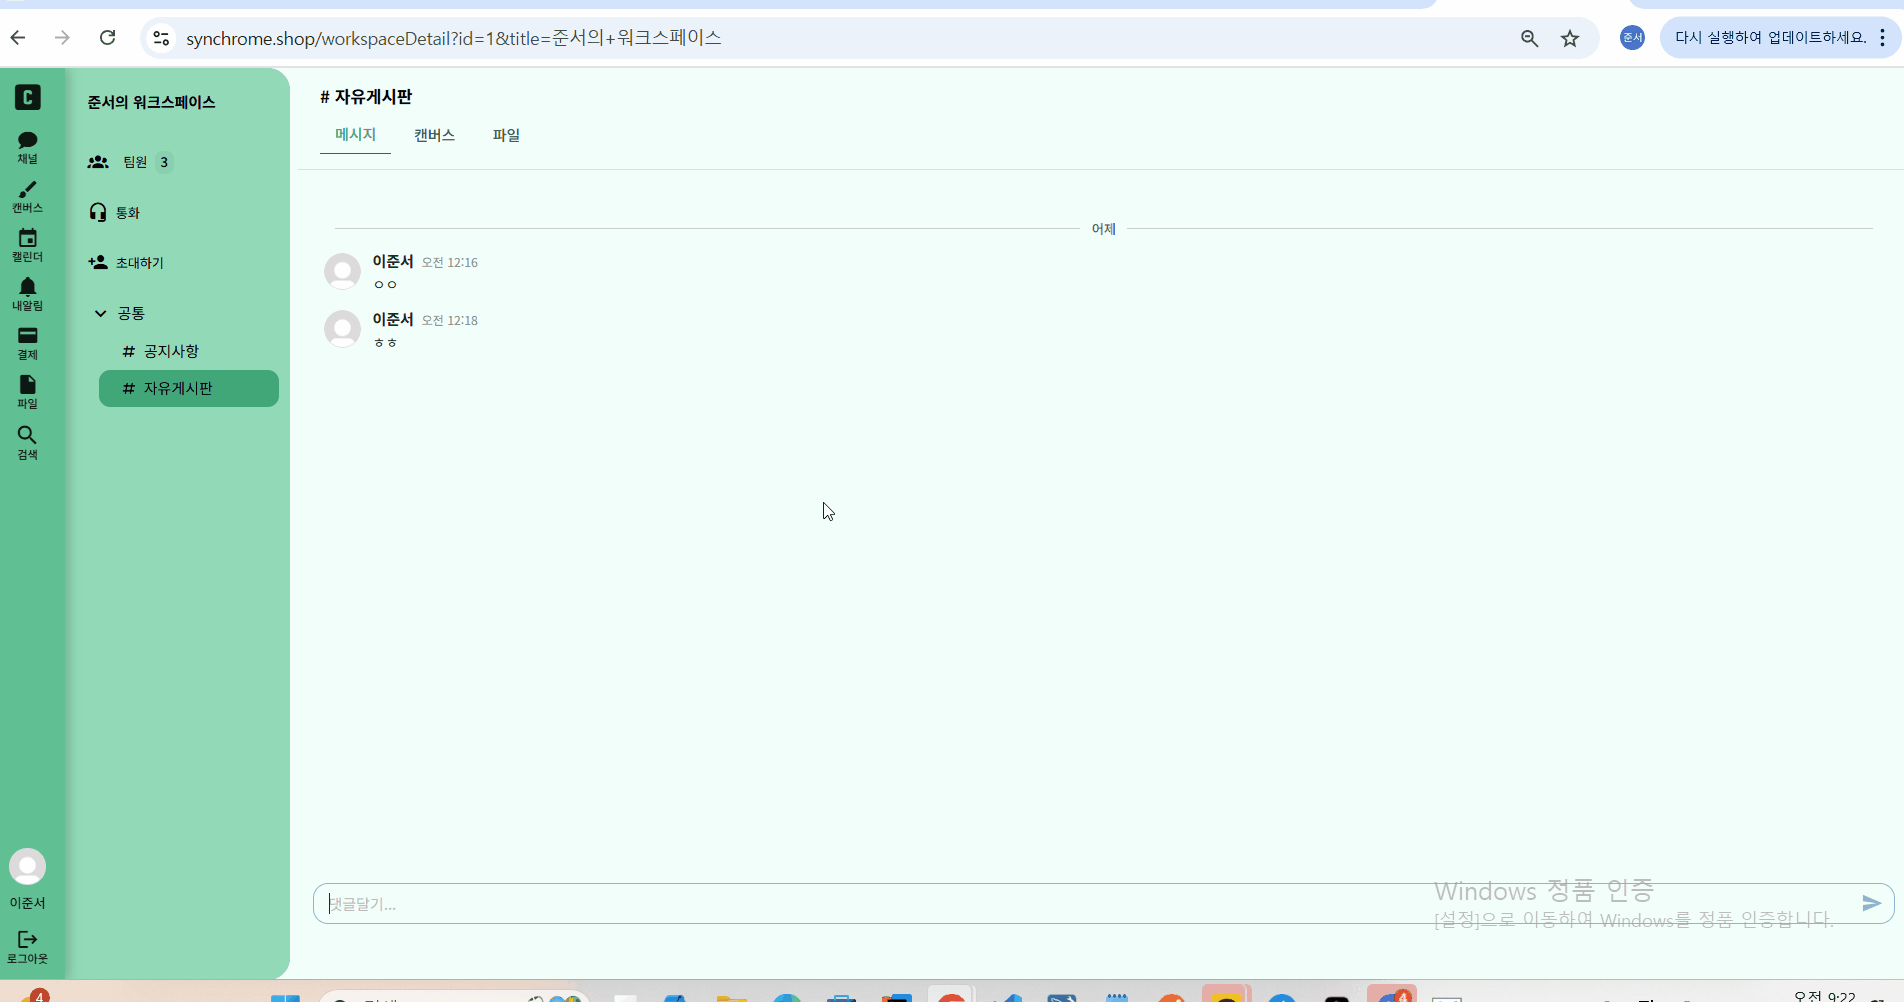 synchrome.shop/workspaceDetail?id=1&title=준서의+워크스페이스
준서
다시 실행하여 업데이트하세요.
C
채널
캔버스
캘린더
내알림
결제
파일
검색
이준서
로그아웃
준서의 워크스페이스
팀원 3
통화
초대하기
공통
# 공지사항
# 자유게시판
# 자유게시판
메시지 캔버스 파일
어제
이준서 오전 12:16
ㅇㅇ
이준서 오전 12:18
ㅎㅎ
댓글달기...
Windows 정품 인증
[설정]으로 이동하여 Windows를 정품 인증합니다.
4
4
오전 9:22